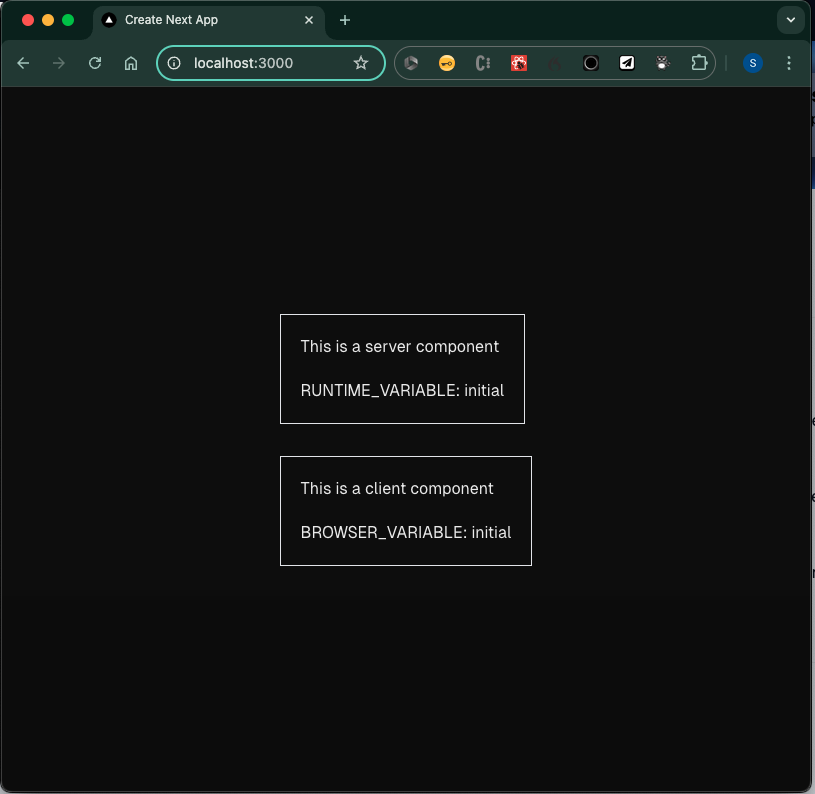 Create Next App
localhost:3000
S
This is a server component
RUNTIME_VARIABLE: initial
This is a client component
BROWSER_VARIABLE: initial